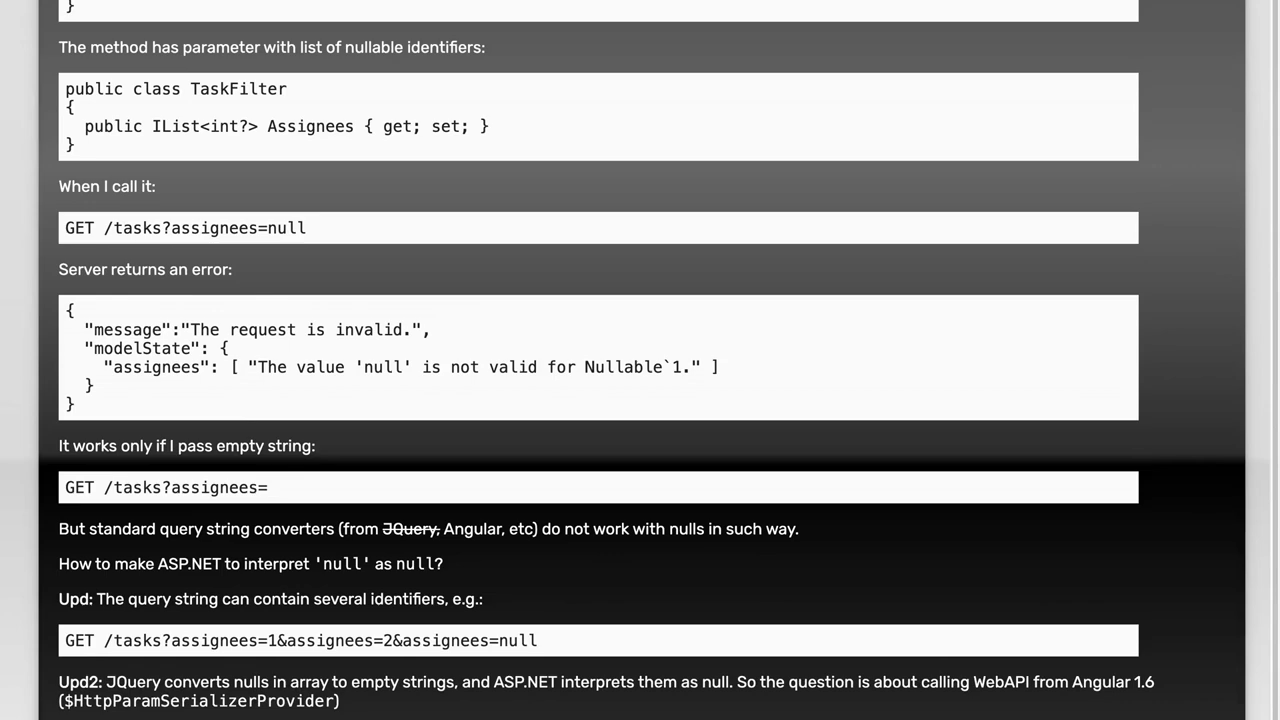 }
The method has parameter with list of nullable identifiers:
public class TaskFilter
{
  public IList<int?> Assignees { get; set; }
}
When I call it:
GET /tasks?assignees=null
Server returns an error:
{
  "message":"The request is invalid.",
  "modelState": {
    "assignees": [ "The value 'null' is not valid for Nullable`1." ]
  }
}
It works only if I pass empty string:
GET /tasks?assignees=
But standard query string converters (from JQuery, Angular, etc) do not work with nulls in such way.
How to make ASP.NET to interpret 'null' as null?
Upd: The query string can contain several identifiers, e.g.:
GET /tasks?assignees=1&assignees=2&assignees=null
Upd2: JQuery converts nulls in array to empty strings, and ASP.NET interprets them as null. So the question is about calling WebAPI from Angular 1.6
($HttpParamSerializerProvider)